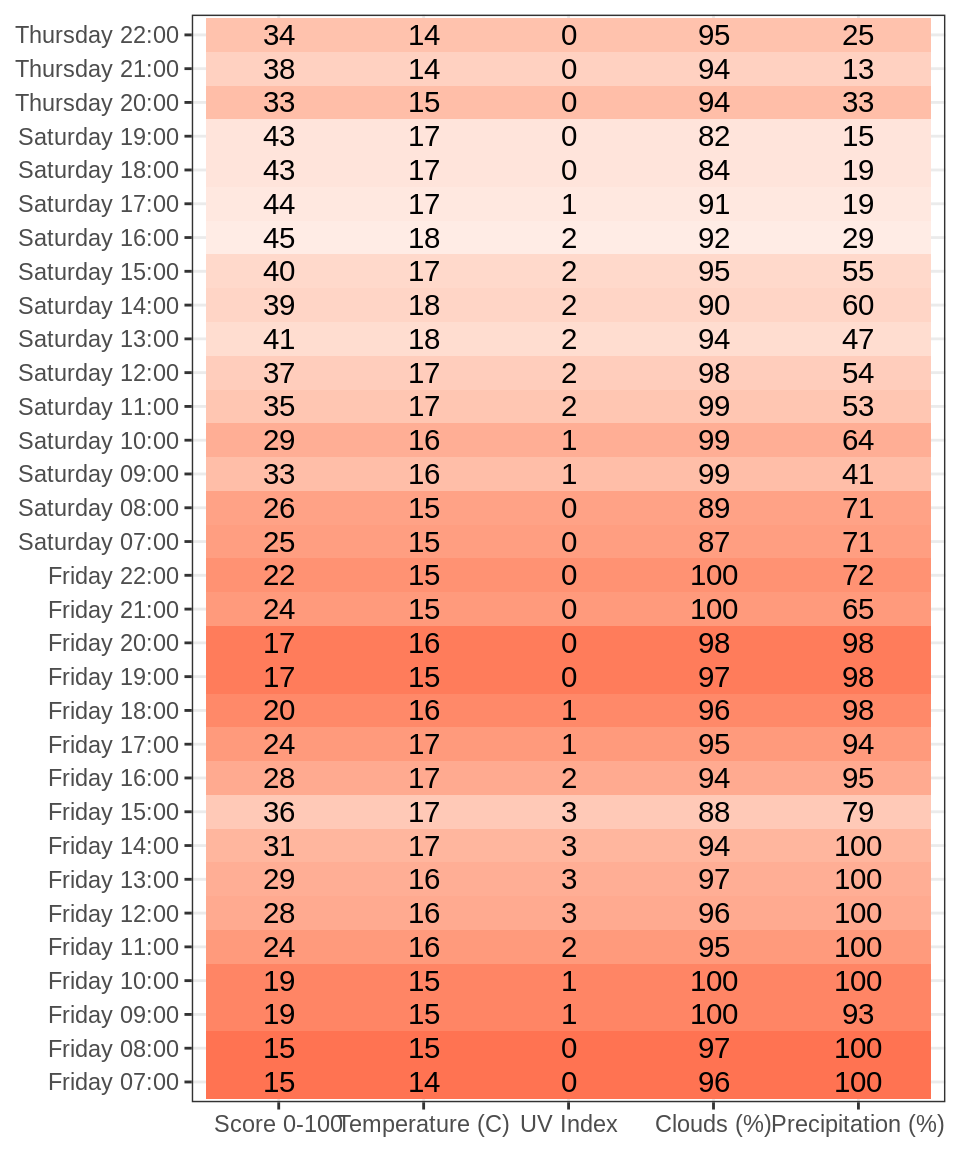 Thursday 22:00 34 14 0 95 25
Thursday 21:00 38 14 0 94 13
Thursday 20:00 33 15 0 94 33
Saturday 19:00 43 17 0 82 15
Saturday 18:00 43 17 0 84 19
Saturday 17:00 44 17 1 91 19
Saturday 16:00 45 18 2 92 29
Saturday 15:00 40 17 2 95 55
Saturday 14:00 39 18 2 90 60
Saturday 13:00 41 18 2 94 47
Saturday 12:00 37 17 2 98 54
Saturday 11:00 35 17 2 99 53
Saturday 10:00 29 16 1 99 64
Saturday 09:00 33 16 1 99 41
Saturday 08:00 26 15 0 89 71
Saturday 07:00 25 15 0 87 71
Friday 22:00 22 15 0 100 72
Friday 21:00 24 15 0 100 65
Friday 20:00 17 16 0 98 98
Friday 19:00 17 15 0 97 98
Friday 18:00 20 16 1 96 98
Friday 17:00 24 17 1 95 94
Friday 16:00 28 17 2 94 95
Friday 15:00 36 17 3 88 79
Friday 14:00 31 17 3 94 100
Friday 13:00 29 16 3 97 100
Friday 12:00 28 16 3 96 100
Friday 11:00 24 16 2 95 100
Friday 10:00 19 15 1 100 100
Friday 09:00 19 15 1 100 93
Friday 08:00 15 15 0 97 100
Friday 07:00 15 14 0 96 100
Score 0-100 Temperature (C) UV Index Clouds (%) Precipitation (%)